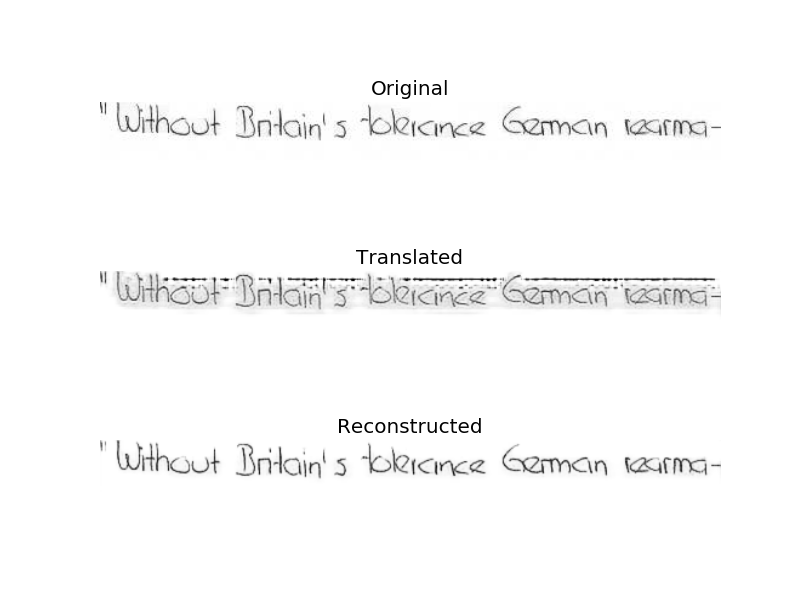 Original
"Without Britain's tolerance German rearma-
Translated
"Without Britain's tolerance German rearma-
Reconstructed
"Without Britain's tolerance German rearma-